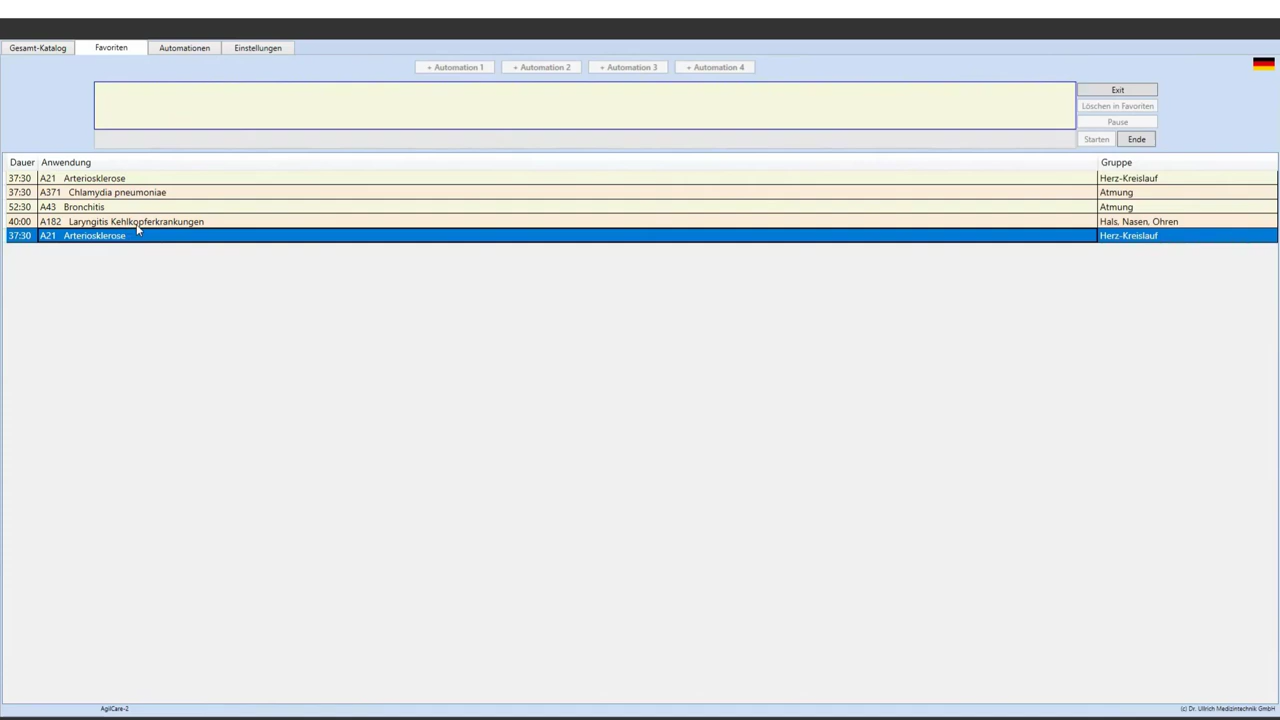 Gesamt-Katalog Favoriten Automationen Einstellungen
+ Automation 1 + Automation 2 + Automation 3 + Automation 4
Exit
Löschen in Favoriten
Pause
Starten Ende
Dauer Anwendung Gruppe
37:30 A21 Arteriosklerose Herz-Kreislauf
37:30 A371 Chlamydia pneumoniae Atmung
52:30 A43 Bronchitis Atmung
40:00 A182 Laryngitis Kehlkopferkrankungen Hals, Nasen, Ohren
37:30 A21 Arteriosklerose Herz-Kreislauf
AgilCare-2 (c) Dr. Ullrich Medizintechnik GmbH